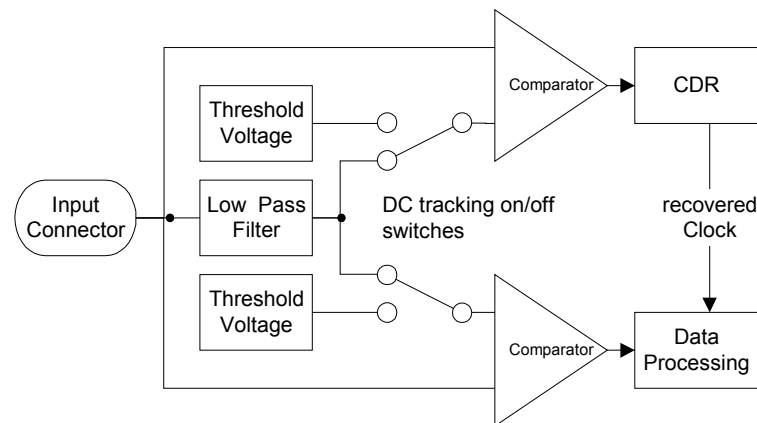 Comparator
CDR
Threshold
Voltage
Input
Connector
Low Pass
Filter
DC tracking on/off
switches
recovered
Clock
Threshold
Voltage
Comparator
Data
Processing